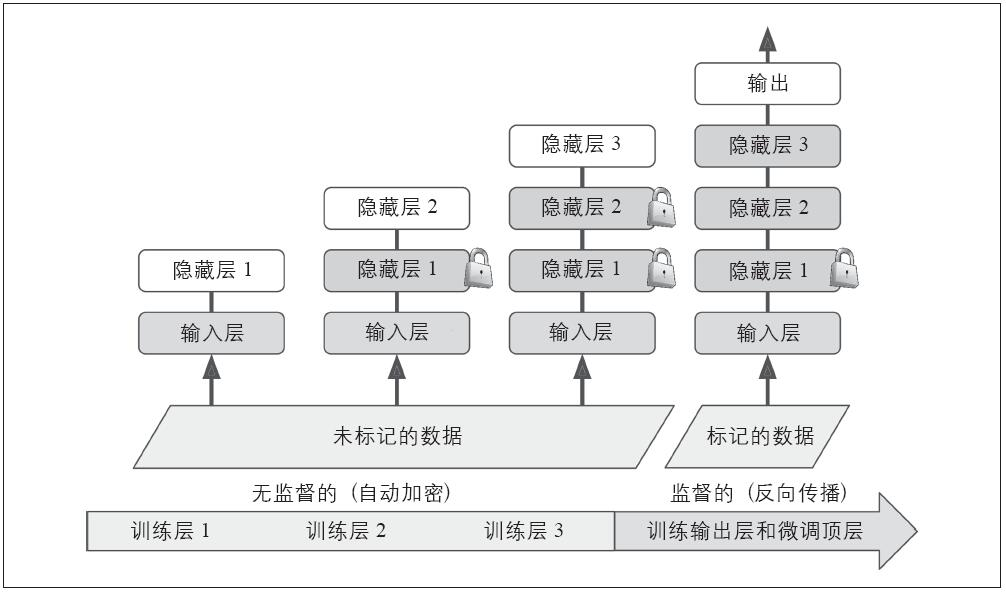 输出
隐藏层 3
隐藏层 3
隐藏层 2
隐藏层 2
隐藏层 2
隐藏层 1
隐藏层 1
隐藏层 1
隐藏层 1
输入层
输入层
输入层
输入层
未标记的数据
标记的数据
无监督的（自动加密）
监督的（反向传播）
训练层 1
训练层 2
训练层 3
训练输出层和微调顶层